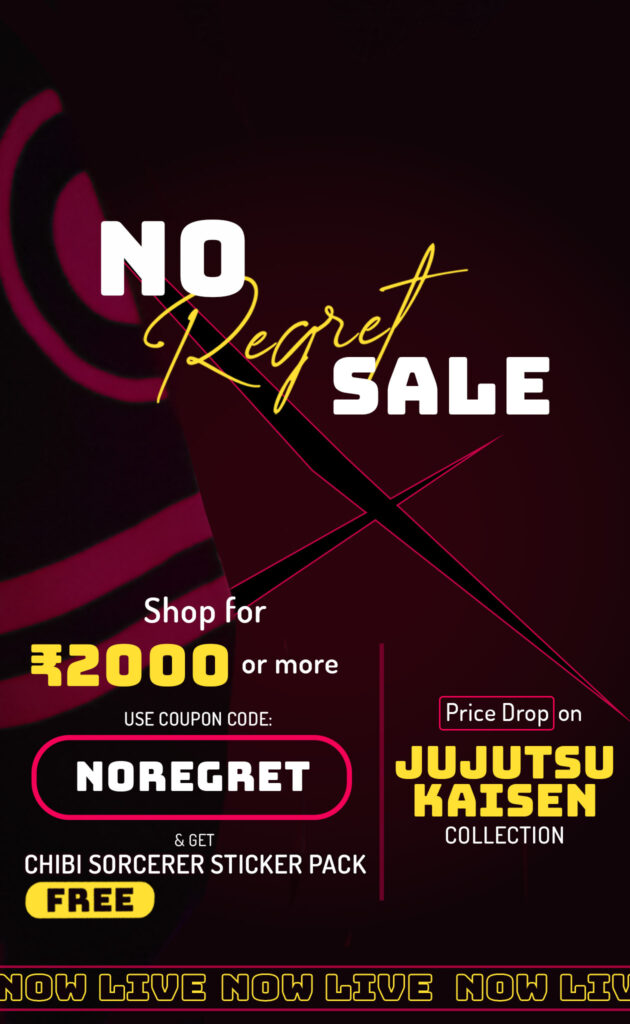 NO
Regret
SALE
Shop for
₹2000 or more
USE COUPON CODE:
NOREGRET
& GET
CHIBI SORCERER STICKER PACK
FREE
Price Drop on
JUJUTSU
KAISEN
COLLECTION
NOW LIVE NOW LIVE NOW LIV